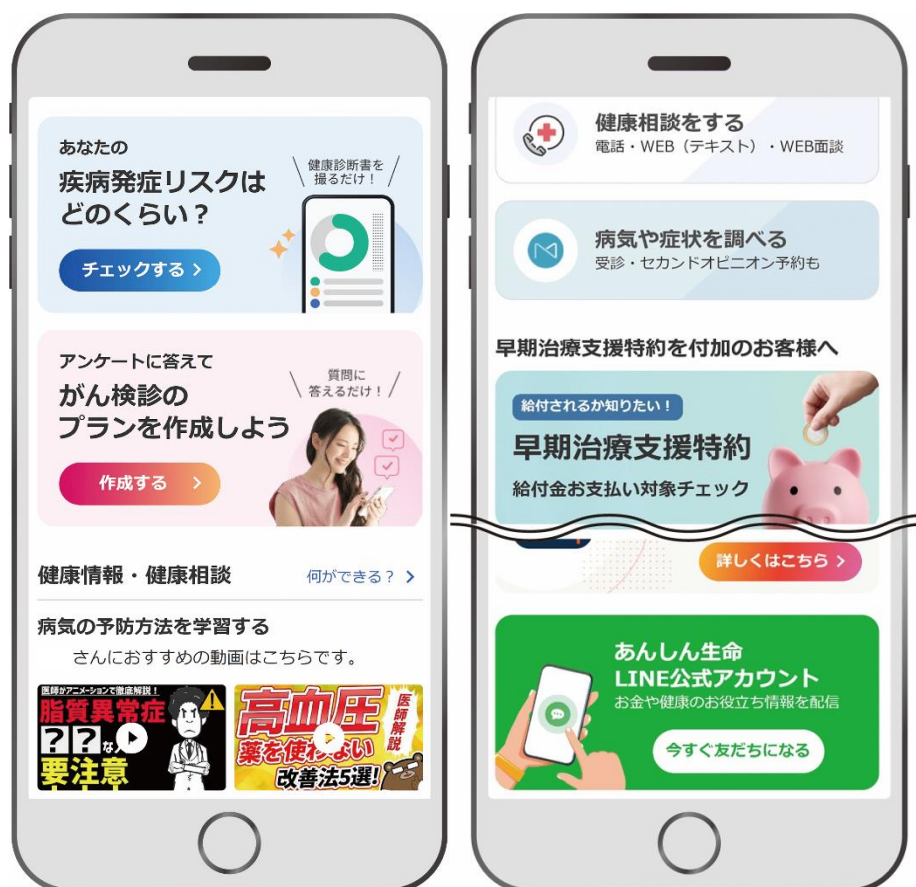 あなたの
疾病発症リスクは
どのくらい？
健康診断書を
撮るだけ！
チェックする
アンケートに答えて
がん検診の
プランを作成しよう
質問に
答えるだけ！
作成する
健康情報・健康相談
何ができる？
病気の予防方法を学習する
さんにおすすめの動画はこちらです。
医師がアニメーションで徹底解説！
脂質異常症
？？な人
要注意
高血圧
医師解説
薬を使わない
改善法5選!
健康相談をする
電話・WEB（テキスト）・WEB面談
病気や症状を調べる
受診・セカンドオピニオン予約も
早期治療支援特約を付加のお客様へ
給付されるか知りたい！
早期治療支援特約
給付金お支払い対象チェック
詳しくはこちら
あんしん生命
LINE公式アカウント
お金や健康のお役立ち情報を配信
今すぐ友だちになる